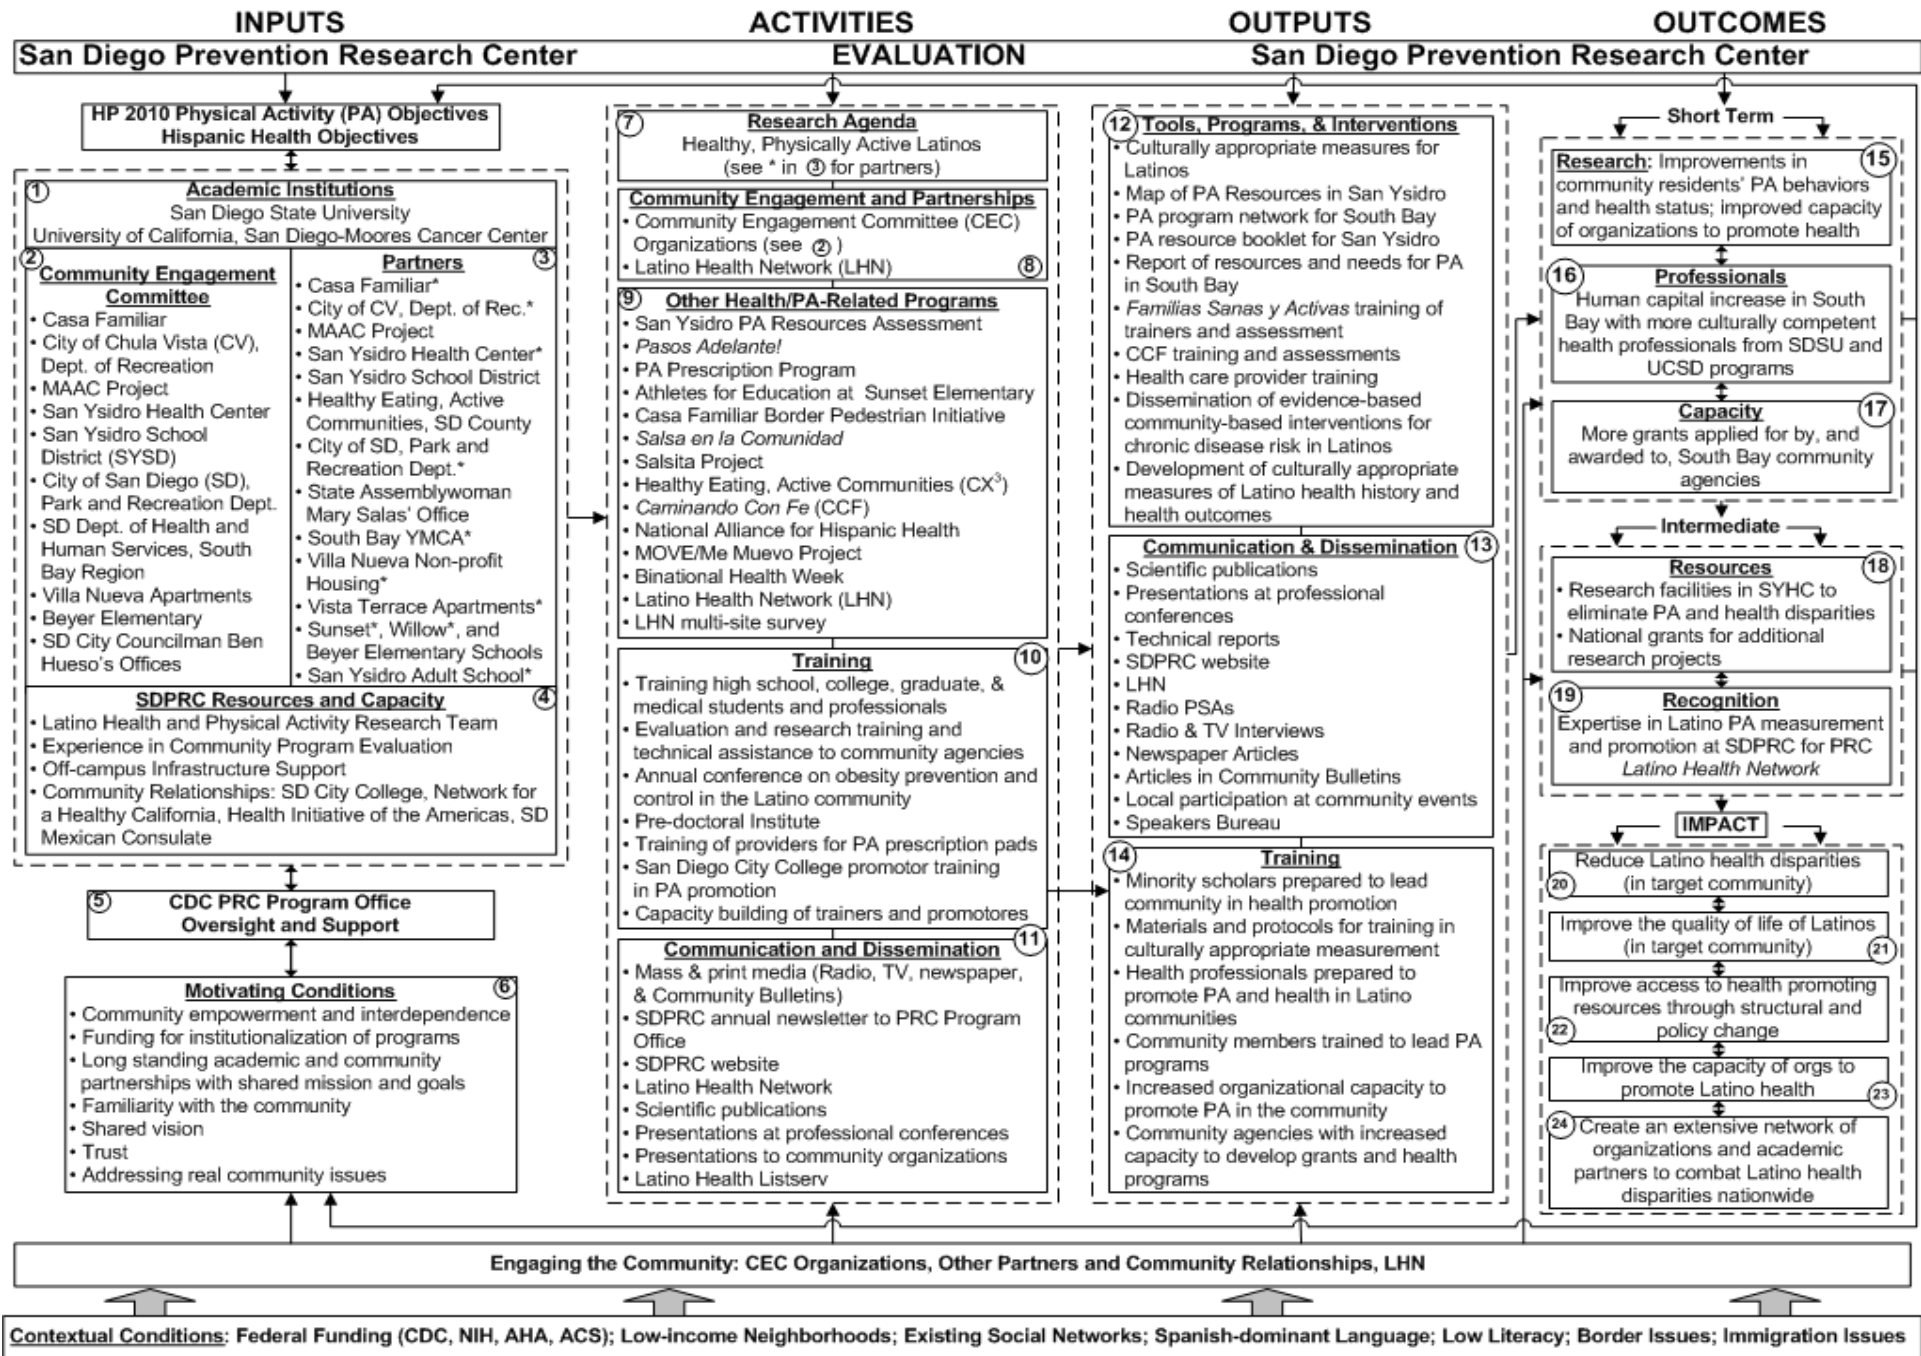 INPUTS
ACTIVITIES
OUTPUTS
OUTCOMES
San Diego Prevention Research Center
EVALUATION
San Diego Prevention Research Center
HP 2010 Physical Activity (PA) Objectives
Hispanic Health Objectives
1
Academic Institutions
San Diego State University
University of California, San Diego-Moores Cancer Center
2
Community Engagement
Committee
• Casa Familiar
• City of Chula Vista (CV),
Dept. of Recreation
• MAAC Project
• San Ysidro Health Center
• San Ysidro School
District (SYSD)
• City of San Diego (SD),
Park and Recreation Dept.
• SD Dept. of Health and
Human Services, South
Bay Region
• Villa Nueva Apartments
• Beyer Elementary
• SD City Councilman Ben
Hueso's Offices
Partners
3
• Casa Familiar*
• City of CV, Dept. of Rec.*
• MAAC Project
• San Ysidro Health Center*
• San Ysidro School District
• Healthy Eating, Active
Communities, SD County
• City of SD, Park and
Recreation Dept.*
• State Assemblywoman
Mary Salas' Office
• South Bay YMCA*
• Villa Nueva Non-profit
Housing*
• Vista Terrace Apartments*
• Sunset*, Willow*, and
Beyer Elementary Schools
• San Ysidro Adult School*
SDPRC Resources and Capacity
4
• Latino Health and Physical Activity Research Team
• Experience in Community Program Evaluation
• Off-campus Infrastructure Support
• Community Relationships: SD City College, Network for
a Healthy California, Health Initiative of the Americas, SD
Mexican Consulate
5
CDC PRC Program Office
Oversight and Support
Motivating Conditions
6
• Community empowerment and interdependence
• Funding for institutionalization of programs
• Long standing academic and community
partnerships with shared mission and goals
• Familiarity with the community
• Shared vision
• Trust
• Addressing real community issues
7
Research Agenda
Healthy, Physically Active Latinos
(see * in 3 for partners)
Community Engagement and Partnerships
• Community Engagement Committee (CEC)
Organizations (see 2 )
• Latino Health Network (LHN)
8
9
Other Health/PA-Related Programs
• San Ysidro PA Resources Assessment
• Pasos Adelante!
• PA Prescription Program
• Athletes for Education at Sunset Elementary
• Casa Familiar Border Pedestrian Initiative
• Salsa en la Comunidad
• Salsita Project
• Healthy Eating, Active Communities (CX³)
• Caminando Con Fe (CCF)
• National Alliance for Hispanic Health
• MOVE/Me Muevo Project
• Binational Health Week
• Latino Health Network (LHN)
• LHN multi-site survey
Training
10
• Training high school, college, graduate, &
medical students and professionals
• Evaluation and research training and
technical assistance to community agencies
• Annual conference on obesity prevention and
control in the Latino community
• Pre-doctoral Institute
• Training of providers for PA prescription pads
• San Diego City College promotor training
in PA promotion
• Capacity building of trainers and promotores
Communication and Dissemination
11
• Mass & print media (Radio, TV, newspaper,
& Community Bulletins)
• SDPRC annual newsletter to PRC Program
Office
• SDPRC website
• Latino Health Network
• Scientific publications
• Presentations at professional conferences
• Presentations to community organizations
• Latino Health Listserv
12
Tools, Programs, & Interventions
• Culturally appropriate measures for
Latinos
• Map of PA Resources in San Ysidro
• PA program network for South Bay
• PA resource booklet for San Ysidro
• Report of resources and needs for PA
in South Bay
• Familias Sanas y Activas training of
trainers and assessment
• CCF training and assessments
• Health care provider training
• Dissemination of evidence-based
community-based interventions for
chronic disease risk in Latinos
• Development of culturally appropriate
measures of Latino health history and
health outcomes
Communication & Dissemination
13
• Scientific publications
• Presentations at professional
conferences
• Technical reports
• SDPRC website
• LHN
• Radio PSAs
• Radio & TV Interviews
• Newspaper Articles
• Articles in Community Bulletins
• Local participation at community events
• Speakers Bureau
14
Training
• Minority scholars prepared to lead
community in health promotion
• Materials and protocols for training in
culturally appropriate measurement
• Health professionals prepared to
promote PA and health in Latino
communities
• Community members trained to lead PA
programs
• Increased organizational capacity to
promote PA in the community
• Community agencies with increased
capacity to develop grants and health
programs
Short Term
Research: Improvements in
15
community residents' PA behaviors
and health status; improved capacity
of organizations to promote health
16
Professionals
Human capital increase in South
Bay with more culturally competent
health professionals from SDSU and
UCSD programs
Capacity
17
More grants applied for by, and
awarded to, South Bay community
agencies
Intermediate
Resources
18
• Research facilities in SYHC to
eliminate PA and health disparities
• National grants for additional
research projects
19
Recognition
Expertise in Latino PA measurement
and promotion at SDPRC for PRC
Latino Health Network
IMPACT
Reduce Latino health disparities
(in target community)
20
Improve the quality of life of Latinos
(in target community)
21
Improve access to health promoting
resources through structural and
policy change
22
Improve the capacity of orgs to
promote Latino health
23
24
Create an extensive network of
organizations and academic
partners to combat Latino health
disparities nationwide
Engaging the Community: CEC Organizations, Other Partners and Community Relationships, LHN
Contextual Conditions: Federal Funding (CDC, NIH, AHA, ACS); Low-income Neighborhoods; Existing Social Networks; Spanish-dominant Language; Low Literacy; Border Issues; Immigration Issues